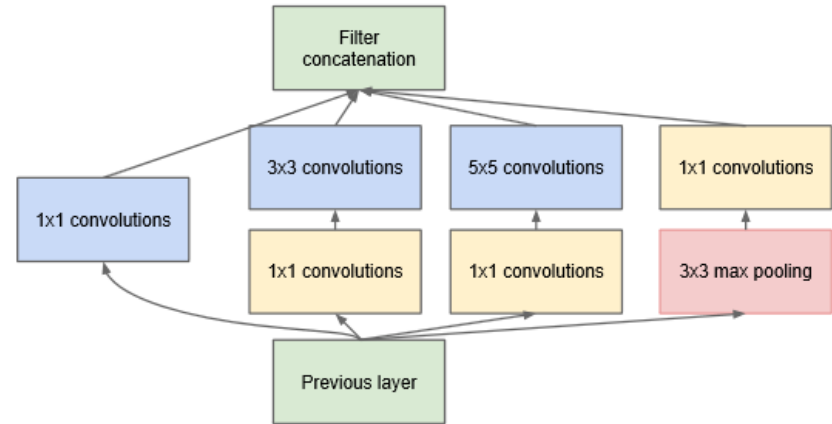 Filter
concatenation
3x3 convolutions
5x5 convolutions
1x1 convolutions
1x1 convolutions
1x1 convolutions
1x1 convolutions
3x3 max pooling
Previous layer